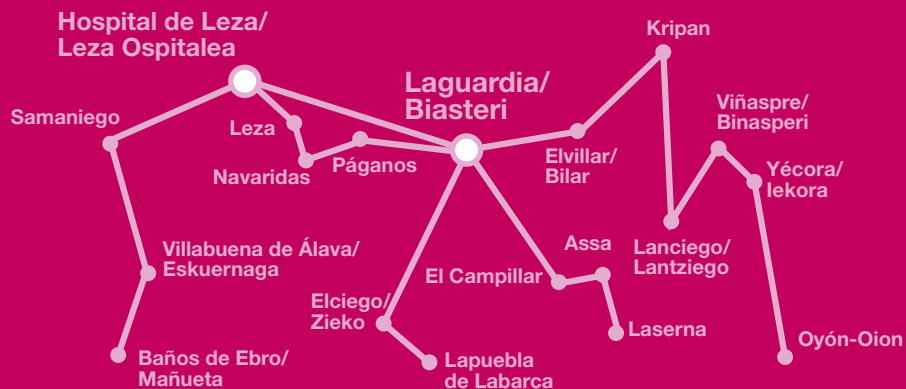 Hospital de Leza/
Leza Ospitalea
Kripan
Laguardia/
Biasteri
Viñaspre/
Binasperi
Samaniego
Leza
Páganos
Navaridas
Elvillar/
Bilar
Yécora/
Iekora
Villabuena de Álava/
Eskuernaga
Assa
El Campillar
Lanciego/
Lantziego
Elciego/
Zieko
Laserna
Oyón-Oion
Baños de Ebro/
Mañueta
Lapuebla
de Labarca